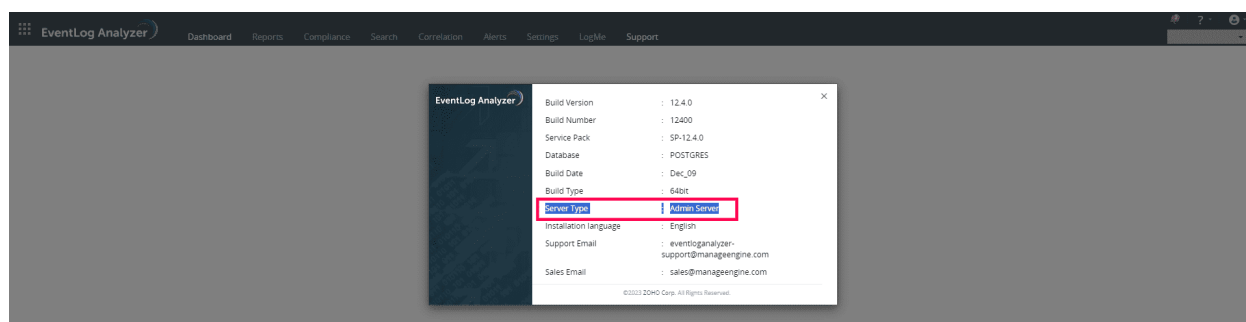 EventLog Analyzer
?
Dashboard Reports Compliance Search Correlation Alerts Settings LogMe Support
EventLog Analyzer
×
Build Version : 12.4.0
Build Number : 12400
Service Pack : SP-12.4.0
Database : POSTGRES
Build Date : Dec_09
Build Type : 64bit
Server Type : Admin Server
Installation language : English
Support Email : eventloganalyzer-
support@manageengine.com
Sales Email : sales@manageengine.com
©2023 ZOHO Corp. All Rights Reserved.